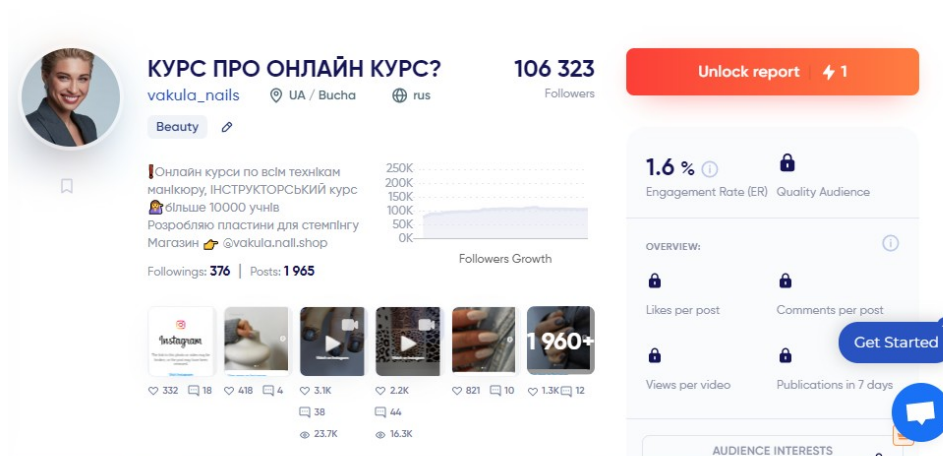 КУРС ПРО ОНЛАЙН КУРС?
106 323
vakula_nails
UA / Bucha
rus
Followers
Beauty
❗Онлайн курси по всім технікам
манікюру, ІНСТРУКТОРСЬКИЙ курс
більше 10000 учнів
Розробляю пластини для стемпінгу
Магазин 👉 @vakula.nail.shop
Followings: 376 | Posts: 1 965
250K
200K
150K
100K
50K
0K
Followers Growth
Instagram
1 960+
332 18
418 4
3.1K
38
23.7K
2.2K
44
16.3K
821 10
1.3K 12
Unlock report 1
1.6 %
Engagement Rate (ER)
Quality Audience
OVERVIEW:
Likes per post
Comments per post
Get Started
Views per video
Publications in 7 days
AUDIENCE INTERESTS